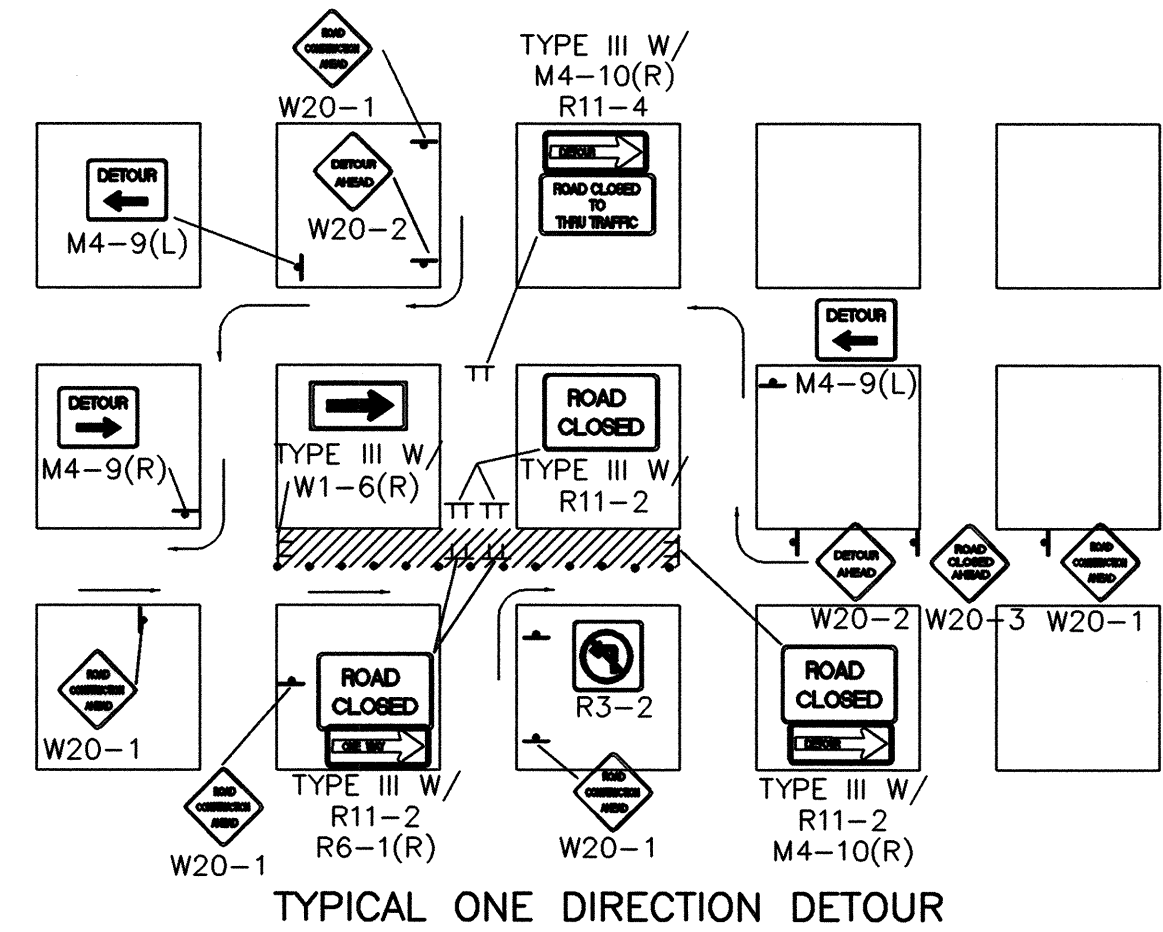 ROAD
CONSTRUCTION
AHEAD
W20-1
TYPE III W/
M4-10(R)
R11-4
DETOUR
M4-9(L)
DETOUR
AHEAD
W20-2
DETOUR
ROAD CLOSED
TO
THRU TRAFFIC
DETOUR
M4-9(L)
DETOUR
M4-9(R)
TYPE III W/
W1-6(R)
ROAD
CLOSED
TYPE III W/
R11-2
DETOUR
AHEAD
W20-2
ROAD
CLOSED
AHEAD
W20-3
ROAD
CONSTRUCTION
AHEAD
W20-1
ROAD
CONSTRUCTION
AHEAD
W20-1
ROAD
CLOSED
ONE WAY
TYPE III W/
R11-2
R6-1(R)
R3-2
ROAD
CLOSED
DETOUR
TYPE III W/
R11-2
M4-10(R)
ROAD
CONSTRUCTION
AHEAD
W20-1
ROAD
CONSTRUCTION
AHEAD
W20-1
TYPICAL ONE DIRECTION DETOUR